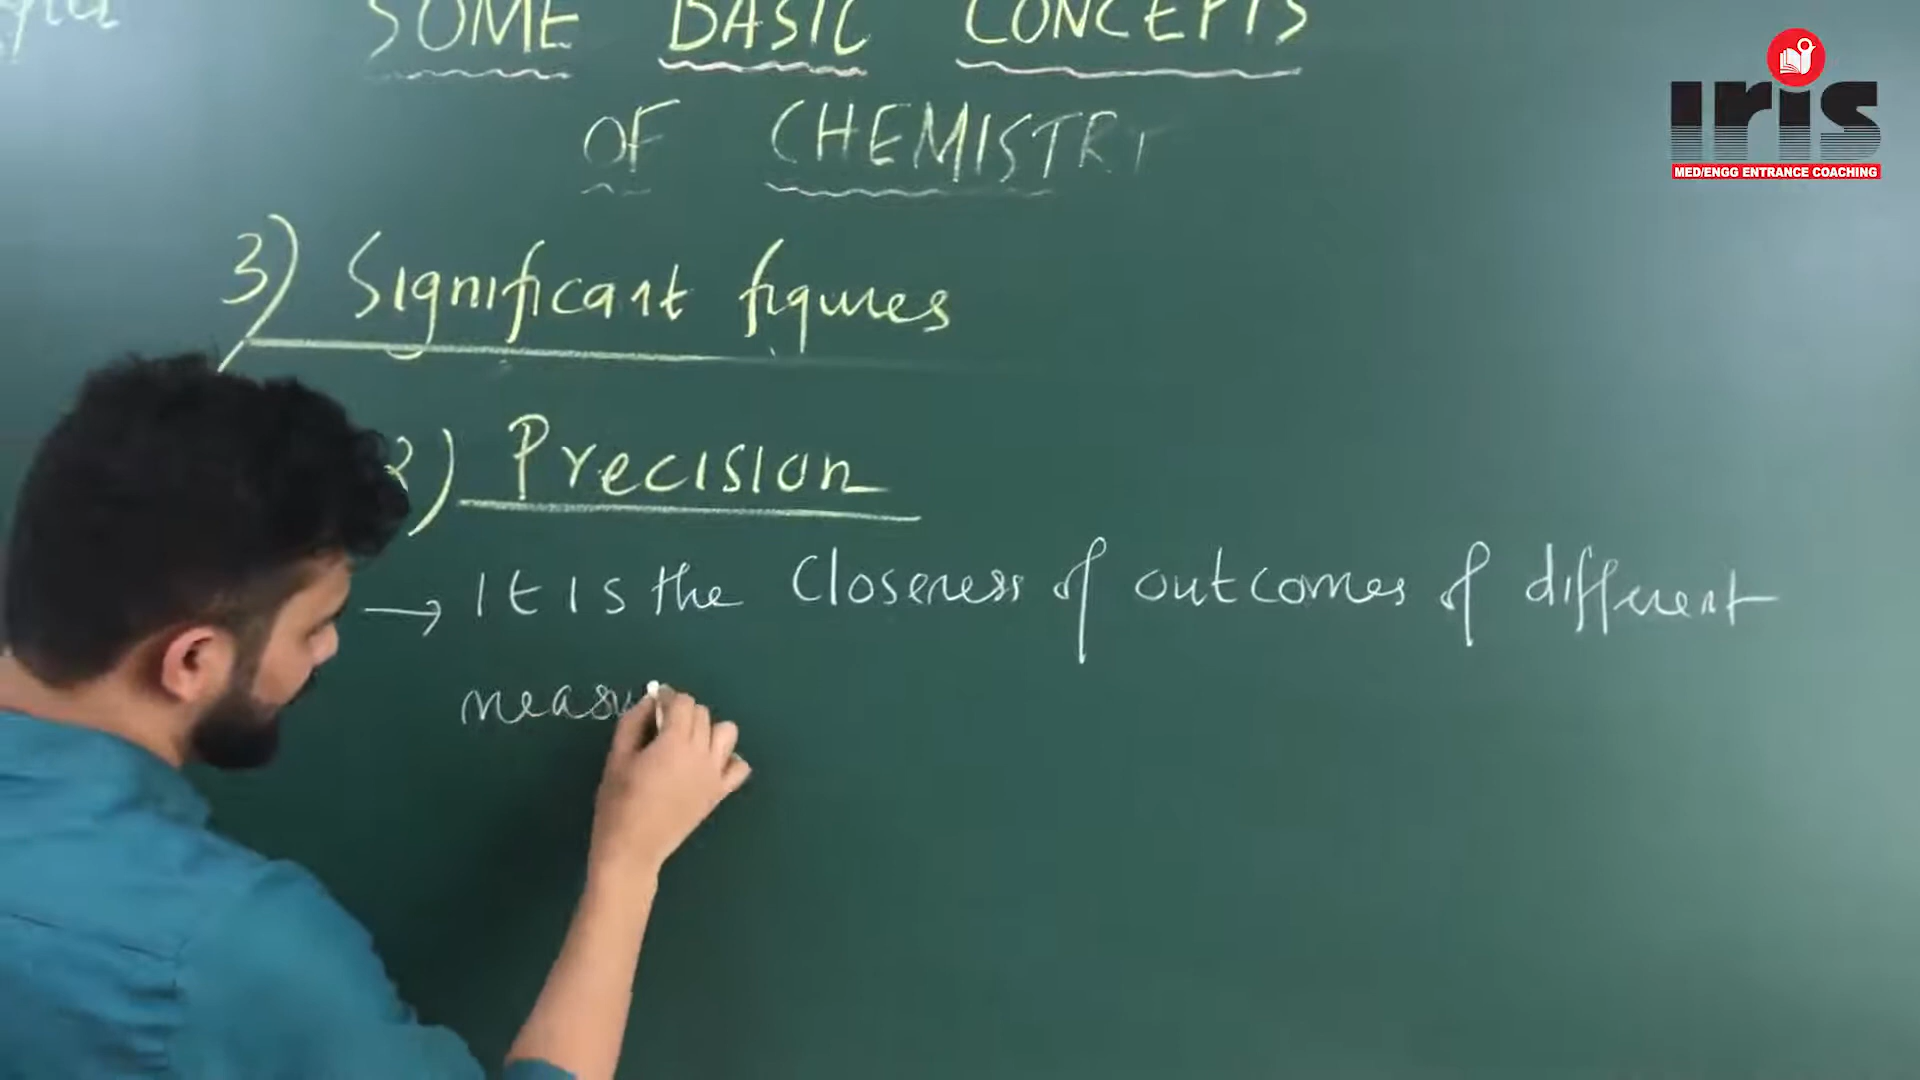 SOME BASIC CONCEPTS
OF CHEMISTRY
3) Significant figures
2) Precision
→ It is the closeness of outcomes of different
measu
iris
MED/ENGG ENTRANCE COACHING